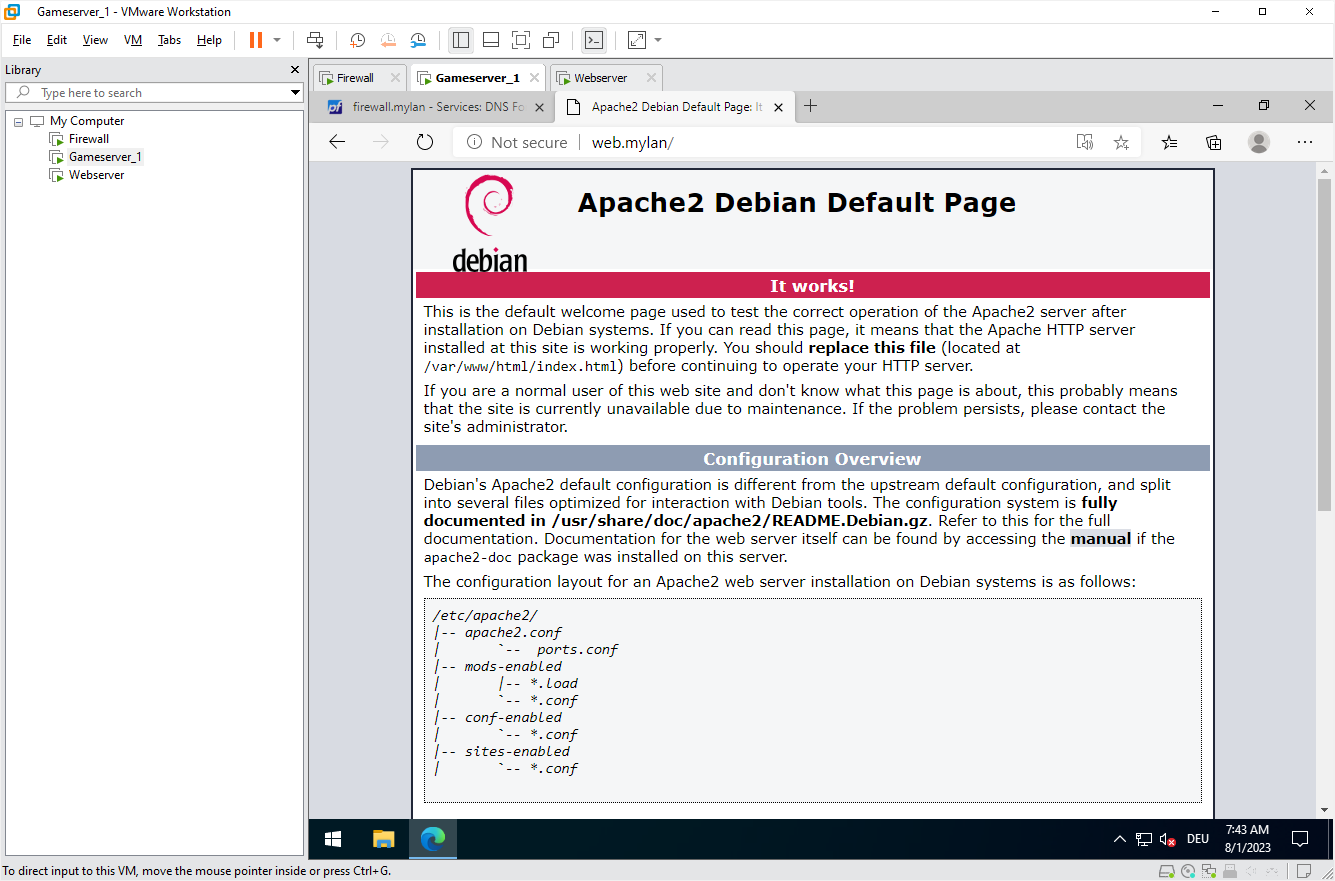 Gameserver_1 - VMware Workstation
File Edit View VM Tabs Help
Library
Type here to search
My Computer
Firewall
Gameserver_1
Webserver
Firewall Gameserver_1 Webserver
firewall.mylan - Services: DNS Fo Apache2 Debian Default Page: It
Not secure web.mylan/
debian
Apache2 Debian Default Page
It works!
This is the default welcome page used to test the correct operation of the Apache2 server after
installation on Debian systems. If you can read this page, it means that the Apache HTTP server
installed at this site is working properly. You should replace this file (located at
/var/www/html/index.html) before continuing to operate your HTTP server.
If you are a normal user of this web site and don't know what this page is about, this probably means
that the site is currently unavailable due to maintenance. If the problem persists, please contact the
site's administrator.
Configuration Overview
Debian's Apache2 default configuration is different from the upstream default configuration, and split
into several files optimized for interaction with Debian tools. The configuration system is fully
documented in /usr/share/doc/apache2/README.Debian.gz. Refer to this for the full
documentation. Documentation for the web server itself can be found by accessing the manual if the
apache2-doc package was installed on this server.
The configuration layout for an Apache2 web server installation on Debian systems is as follows:
/etc/apache2/
|-- apache2.conf
|       `--  ports.conf
|-- mods-enabled
|       |-- *.load
|       `-- *.conf
|-- conf-enabled
|       `-- *.conf
|-- sites-enabled
|       `-- *.conf
DEU
7:43 AM
8/1/2023
To direct input to this VM, move the mouse pointer inside or press Ctrl+G.